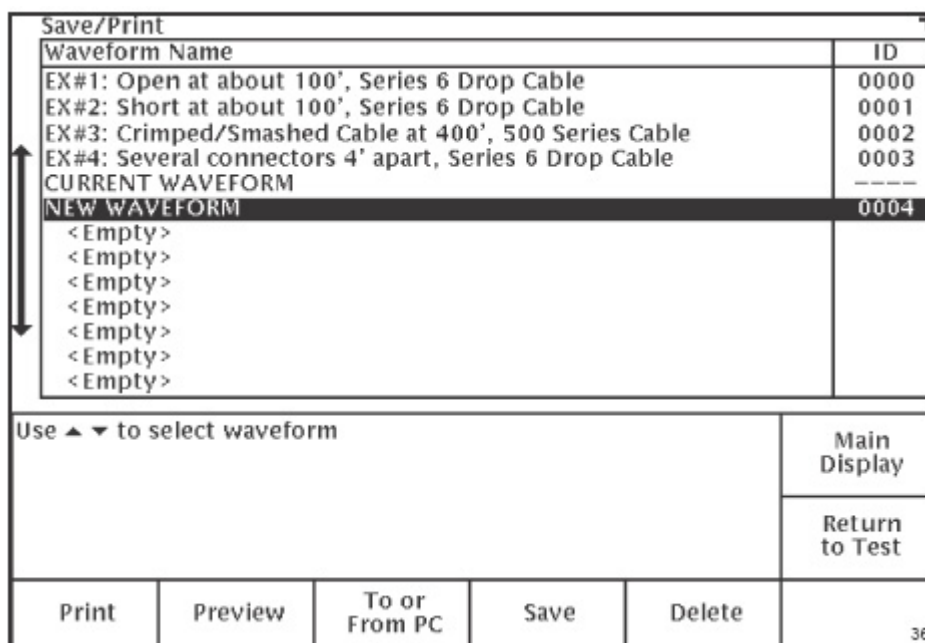 Save/Print
Waveform Name ID
EX#1: Open at about 100', Series 6 Drop Cable 0000
EX#2: Short at about 100', Series 6 Drop Cable 0001
EX#3: Crimped/Smashed Cable at 400', 500 Series Cable 0002
EX#4: Several connectors 4' apart, Series 6 Drop Cable 0003
CURRENT WAVEFORM ----
NEW WAVEFORM 0004
<Empty>
<Empty>
<Empty>
<Empty>
<Empty>
<Empty>
<Empty>
Use ▲ ▼ to select waveform
Main
Display
Return
to Test
Print Preview To or
From PC Save Delete